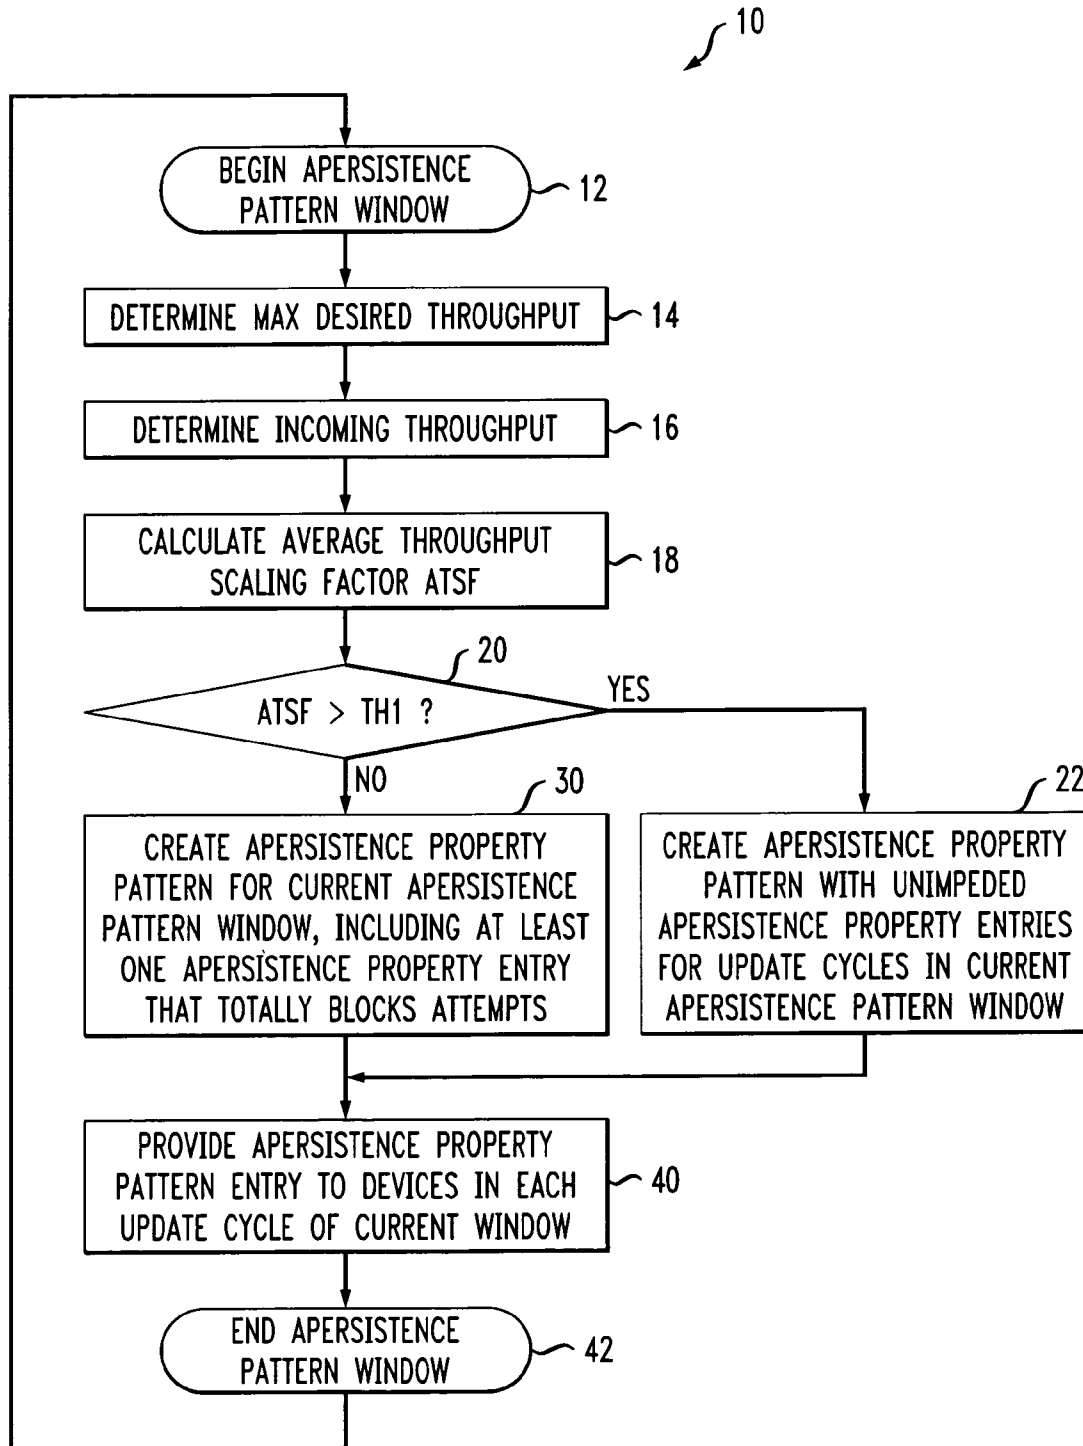 10
BEGIN APERSISTENCE
PATTERN WINDOW
12
DETERMINE MAX DESIRED THROUGHPUT
14
DETERMINE INCOMING THROUGHPUT
16
CALCULATE AVERAGE THROUGHPUT
SCALING FACTOR ATSF
18
20
ATSF > TH1 ?
YES
NO
30
CREATE APERSISTENCE PROPERTY
PATTERN FOR CURRENT APERSISTENCE
PATTERN WINDOW, INCLUDING AT LEAST
ONE APERSISTENCE PROPERTY ENTRY
THAT TOTALLY BLOCKS ATTEMPTS
22
CREATE APERSISTENCE PROPERTY
PATTERN WITH UNIMPEDED
APERSISTENCE PROPERTY ENTRIES
FOR UPDATE CYCLES IN CURRENT
APERSISTENCE PATTERN WINDOW
PROVIDE APERSISTENCE PROPERTY
PATTERN ENTRY TO DEVICES IN EACH
UPDATE CYCLE OF CURRENT WINDOW
40
END APERSISTENCE
PATTERN WINDOW
42